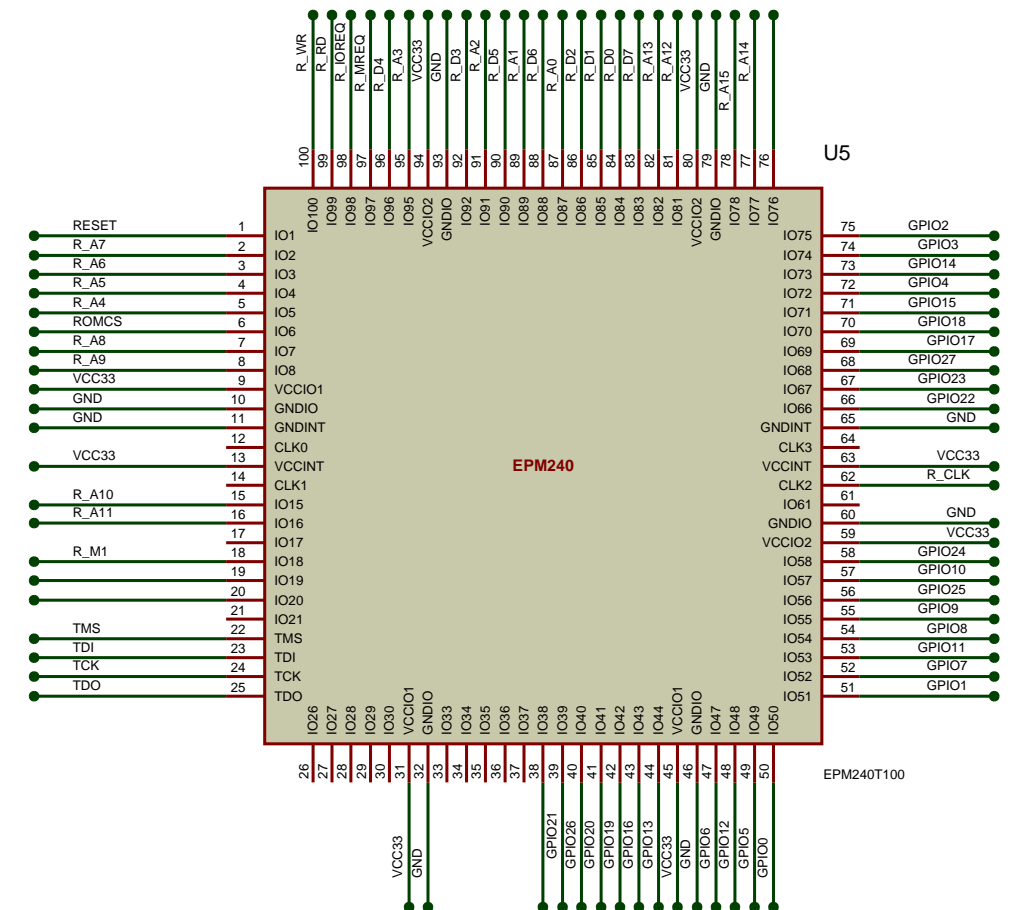 R_WR
R_RD
R_IOREQ
R_MREQ
R_D4
R_A3
VCC33
GND
R_D3
R_A2
R_D5
R_A1
R_D6
R_A0
R_D2
R_D1
R_D0
R_D7
R_A13
R_A12
VCC33
GND
R_A15
R_A14
100
99
98
97
96
95
94
93
92
91
90
89
88
87
86
85
84
83
82
81
80
79
78
77
76
U5
IO100
IO99
IO98
IO97
IO96
IO95
VCCIO2
GNDIO
IO92
IO91
IO90
IO89
IO88
IO87
IO86
IO85
IO84
IO83
IO82
IO81
VCCIO2
GNDIO
IO78
IO77
IO76
RESET 1 IO1
R_A7 2 IO2
R_A6 3 IO3
R_A5 4 IO4
R_A4 5 IO5
ROMCS 6 IO6
R_A8 7 IO7
R_A9 8 IO8
VCC33 9 VCCIO1
GND 10 GNDIO
GND 11 GNDINT
12 CLK0
VCC33 13 VCCINT
14 CLK1
R_A10 15 IO15
R_A11 16 IO16
17 IO17
R_M1 18 IO18
19 IO19
20 IO20
21 IO21
TMS 22 TMS
TDI 23 TDI
TCK 24 TCK
TDO 25 TDO
EPM240
IO75 75 GPIO2
IO74 74 GPIO3
IO73 73 GPIO14
IO72 72 GPIO4
IO71 71 GPIO15
IO70 70 GPIO18
IO69 69 GPIO17
IO68 68 GPIO27
IO67 67 GPIO23
IO66 66 GPIO22
GNDINT 65 GND
CLK3 64
VCCINT 63 VCC33
CLK2 62 R_CLK
IO61 61
GNDIO 60 GND
VCCIO2 59 VCC33
IO58 58 GPIO24
IO57 57 GPIO10
IO56 56 GPIO25
IO55 55 GPIO9
IO54 54 GPIO8
IO53 53 GPIO11
IO52 52 GPIO7
IO51 51 GPIO1
IO26
IO27
IO28
IO29
IO30
VCCIO1
GNDIO
IO33
IO34
IO35
IO36
IO37
IO38
IO39
IO40
IO41
IO42
IO43
IO44
VCCIO1
GNDIO
IO47
IO48
IO49
IO50
26
27
28
29
30
31
32
33
34
35
36
37
38
39
40
41
42
43
44
45
46
47
48
49
50
EPM240T100
VCC33
GND
GPIO21
GPIO26
GPIO20
GPIO19
GPIO16
GPIO13
VCC33
GND
GPIO6
GPIO12
GPIO5
GPIO0